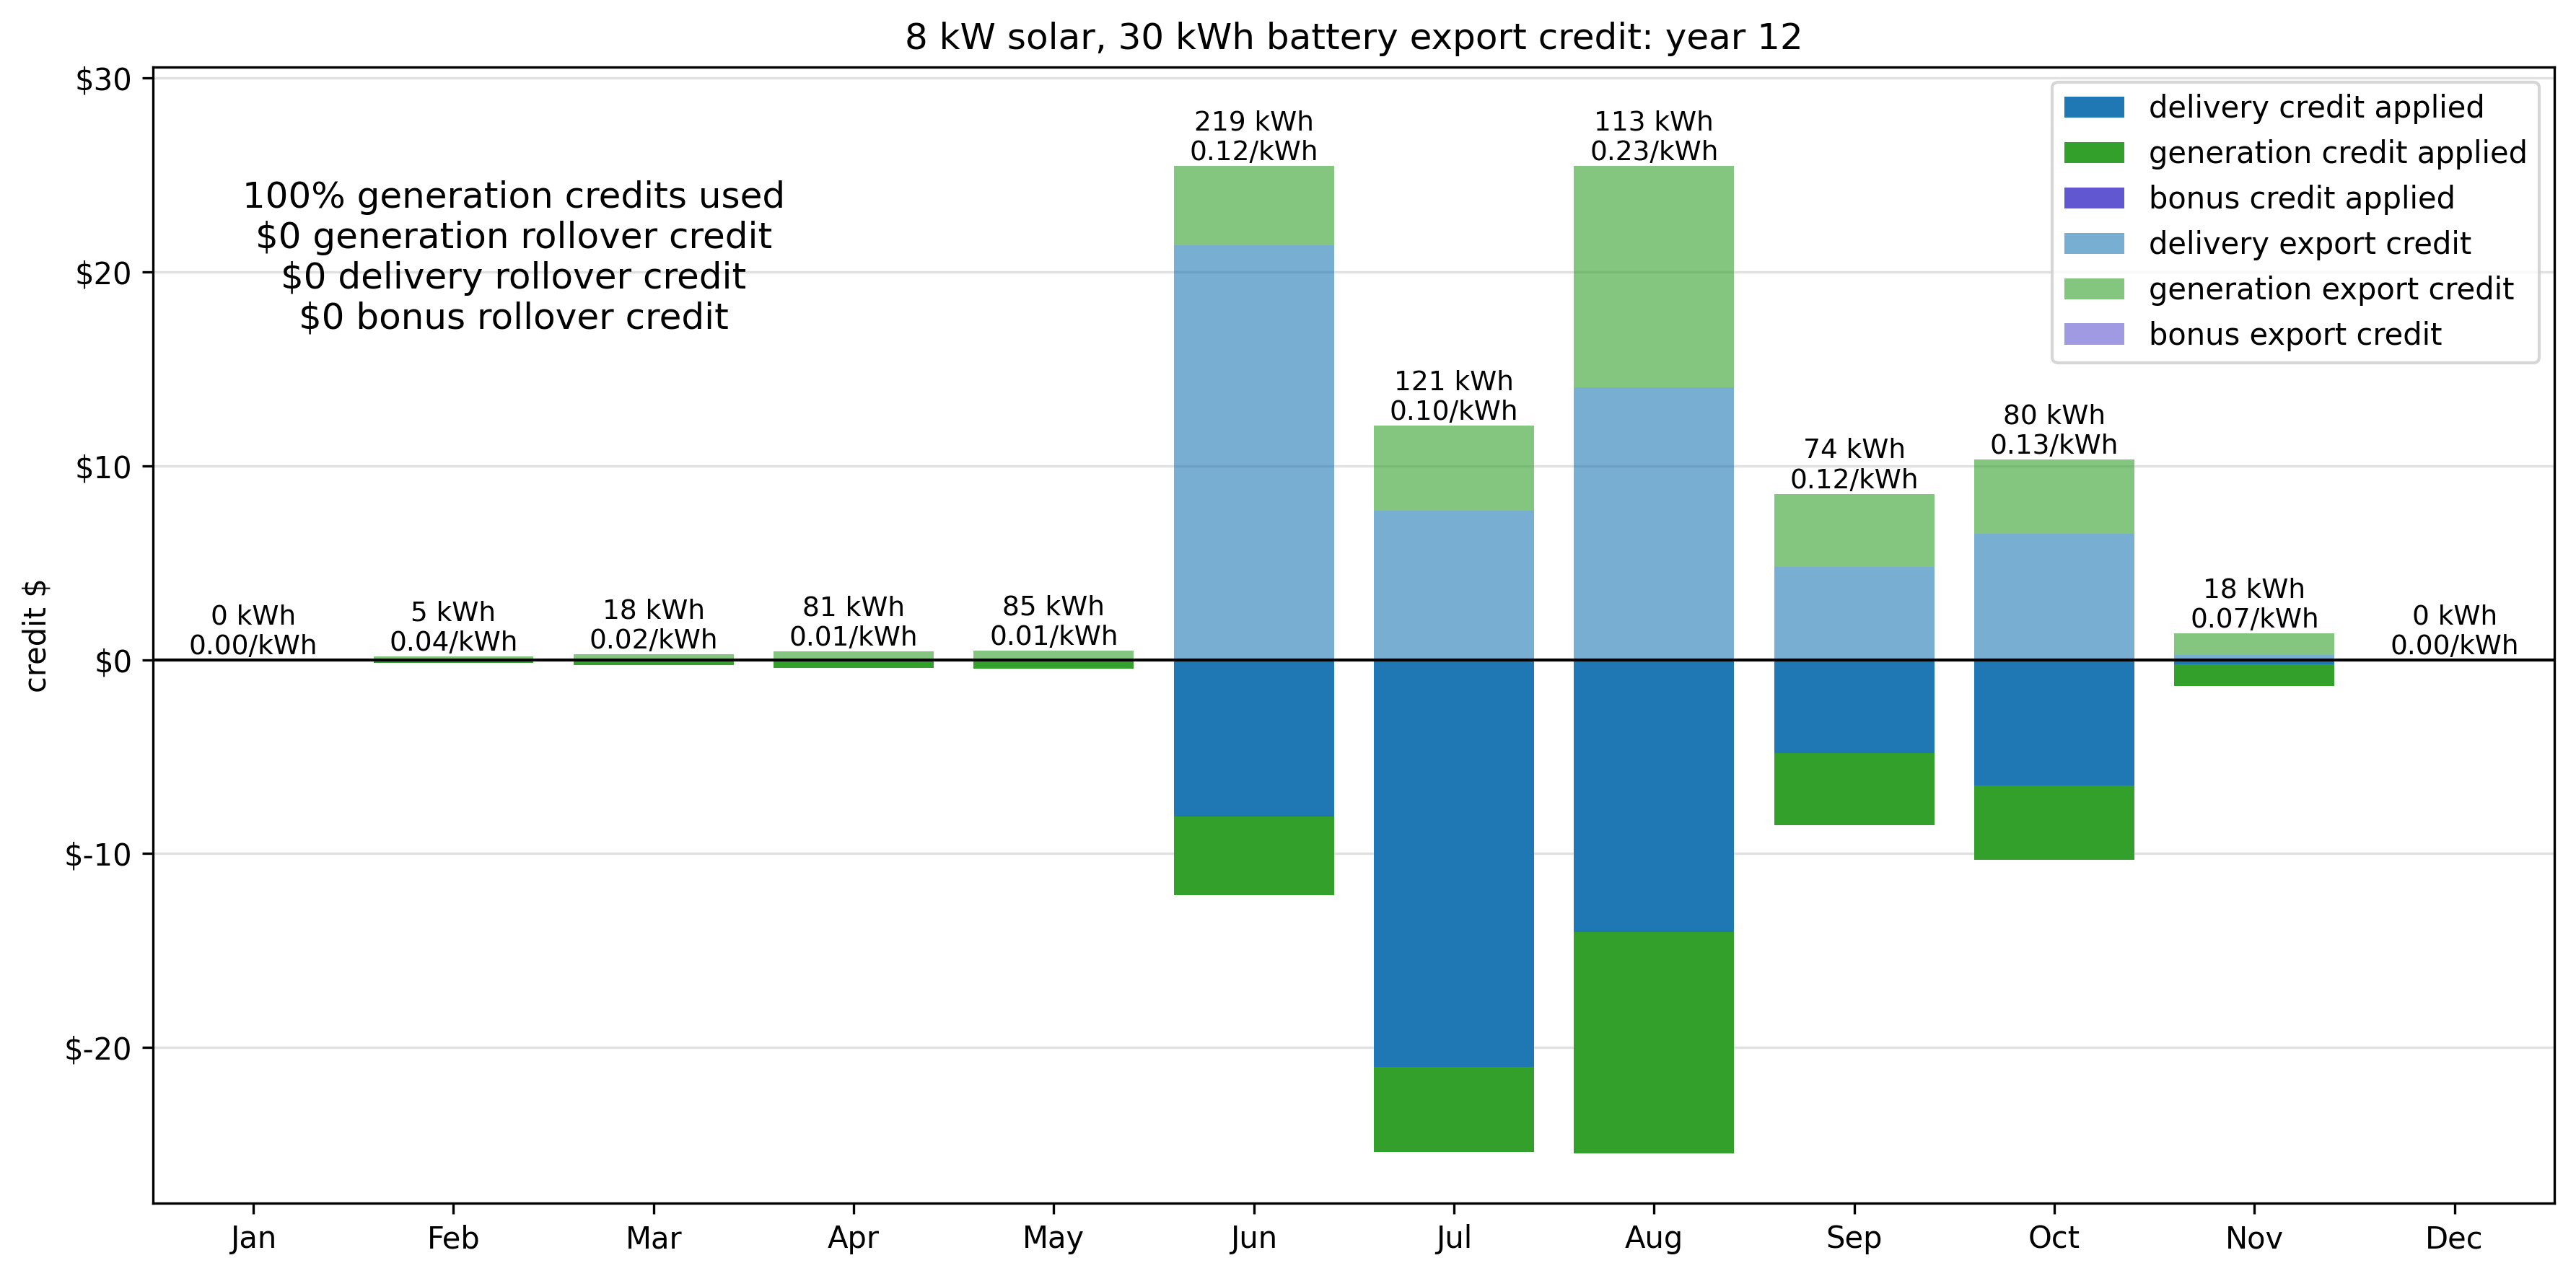 8 kW solar, 30 kWh battery export credit: year 12
$30
$20
$10
$0
$-10
$-20
credit $
100% generation credits used
$0 generation rollover credit
$0 delivery rollover credit
$0 bonus rollover credit
delivery credit applied
generation credit applied
bonus credit applied
delivery export credit
generation export credit
bonus export credit
0 kWh
0.00/kWh
5 kWh
0.04/kWh
18 kWh
0.02/kWh
81 kWh
0.01/kWh
85 kWh
0.01/kWh
219 kWh
0.12/kWh
121 kWh
0.10/kWh
113 kWh
0.23/kWh
74 kWh
0.12/kWh
80 kWh
0.13/kWh
18 kWh
0.07/kWh
0 kWh
0.00/kWh
Jan
Feb
Mar
Apr
May
Jun
Jul
Aug
Sep
Oct
Nov
Dec